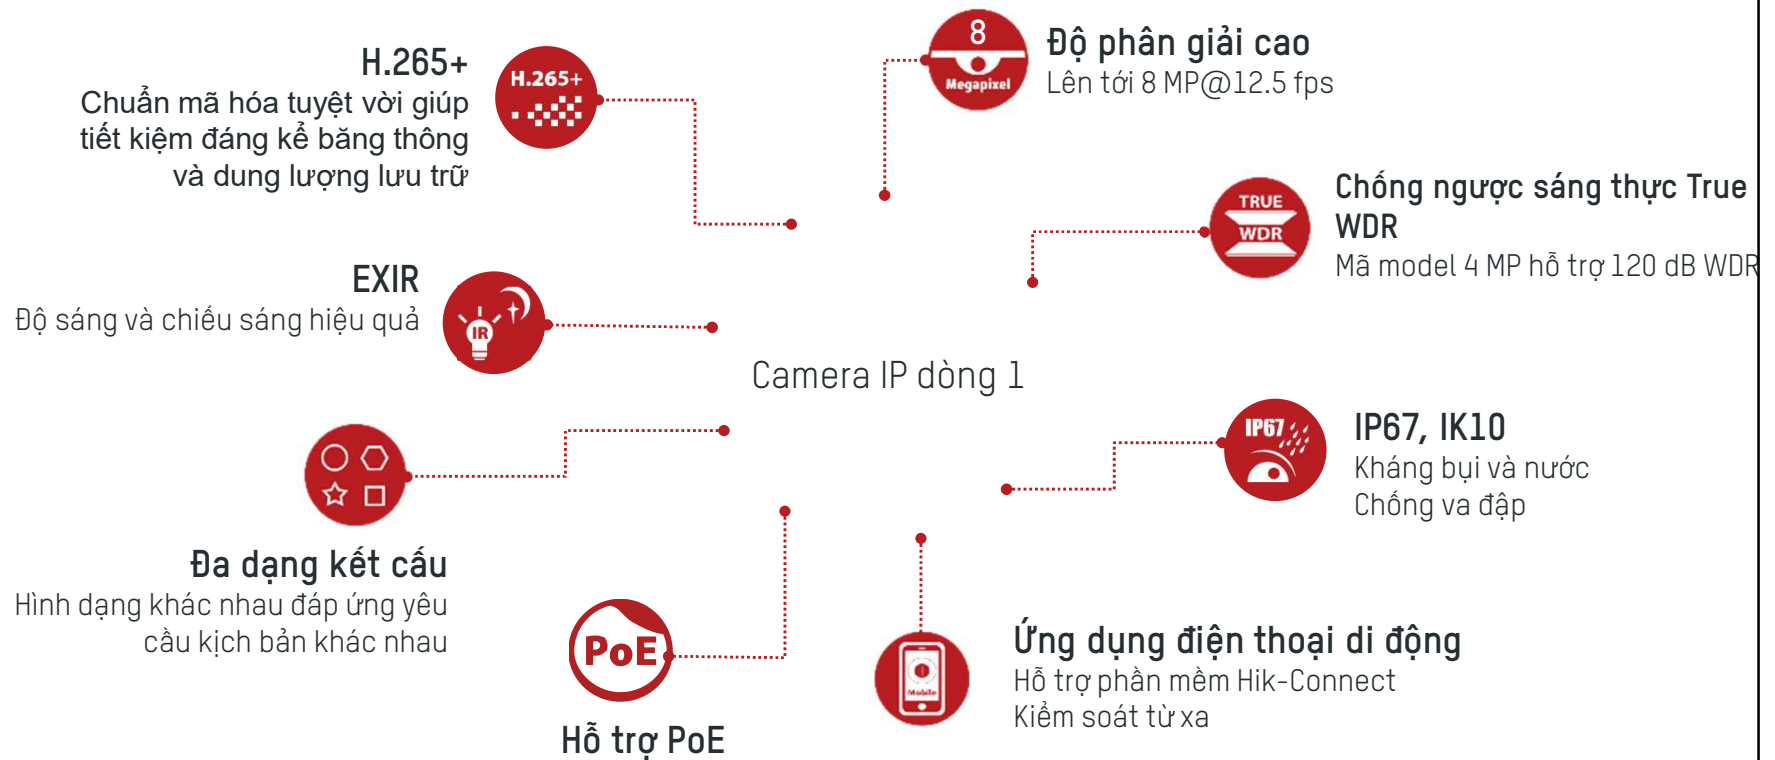 H.265+
Chuẩn mã hóa tuyệt vời giúp
tiết kiệm đáng kể băng thông
và dung lượng lưu trữ
H.265+
8
Megapixel
Độ phân giải cao
Lên tới 8 MP@12.5 fps
TRUE
WDR
Chống ngược sáng thực True
WDR
Mã model 4 MP hỗ trợ 120 dB WDR
EXIR
Độ sáng và chiếu sáng hiệu quả
IR
Camera IP dòng 1
IP67
IP67, IK10
Kháng bụi và nước
Chống va đập
Đa dạng kết cấu
Hình dạng khác nhau đáp ứng yêu
cầu kịch bản khác nhau
PoE
Hỗ trợ PoE
Mobile
Ứng dụng điện thoại di động
Hỗ trợ phần mềm Hik-Connect
Kiểm soát từ xa